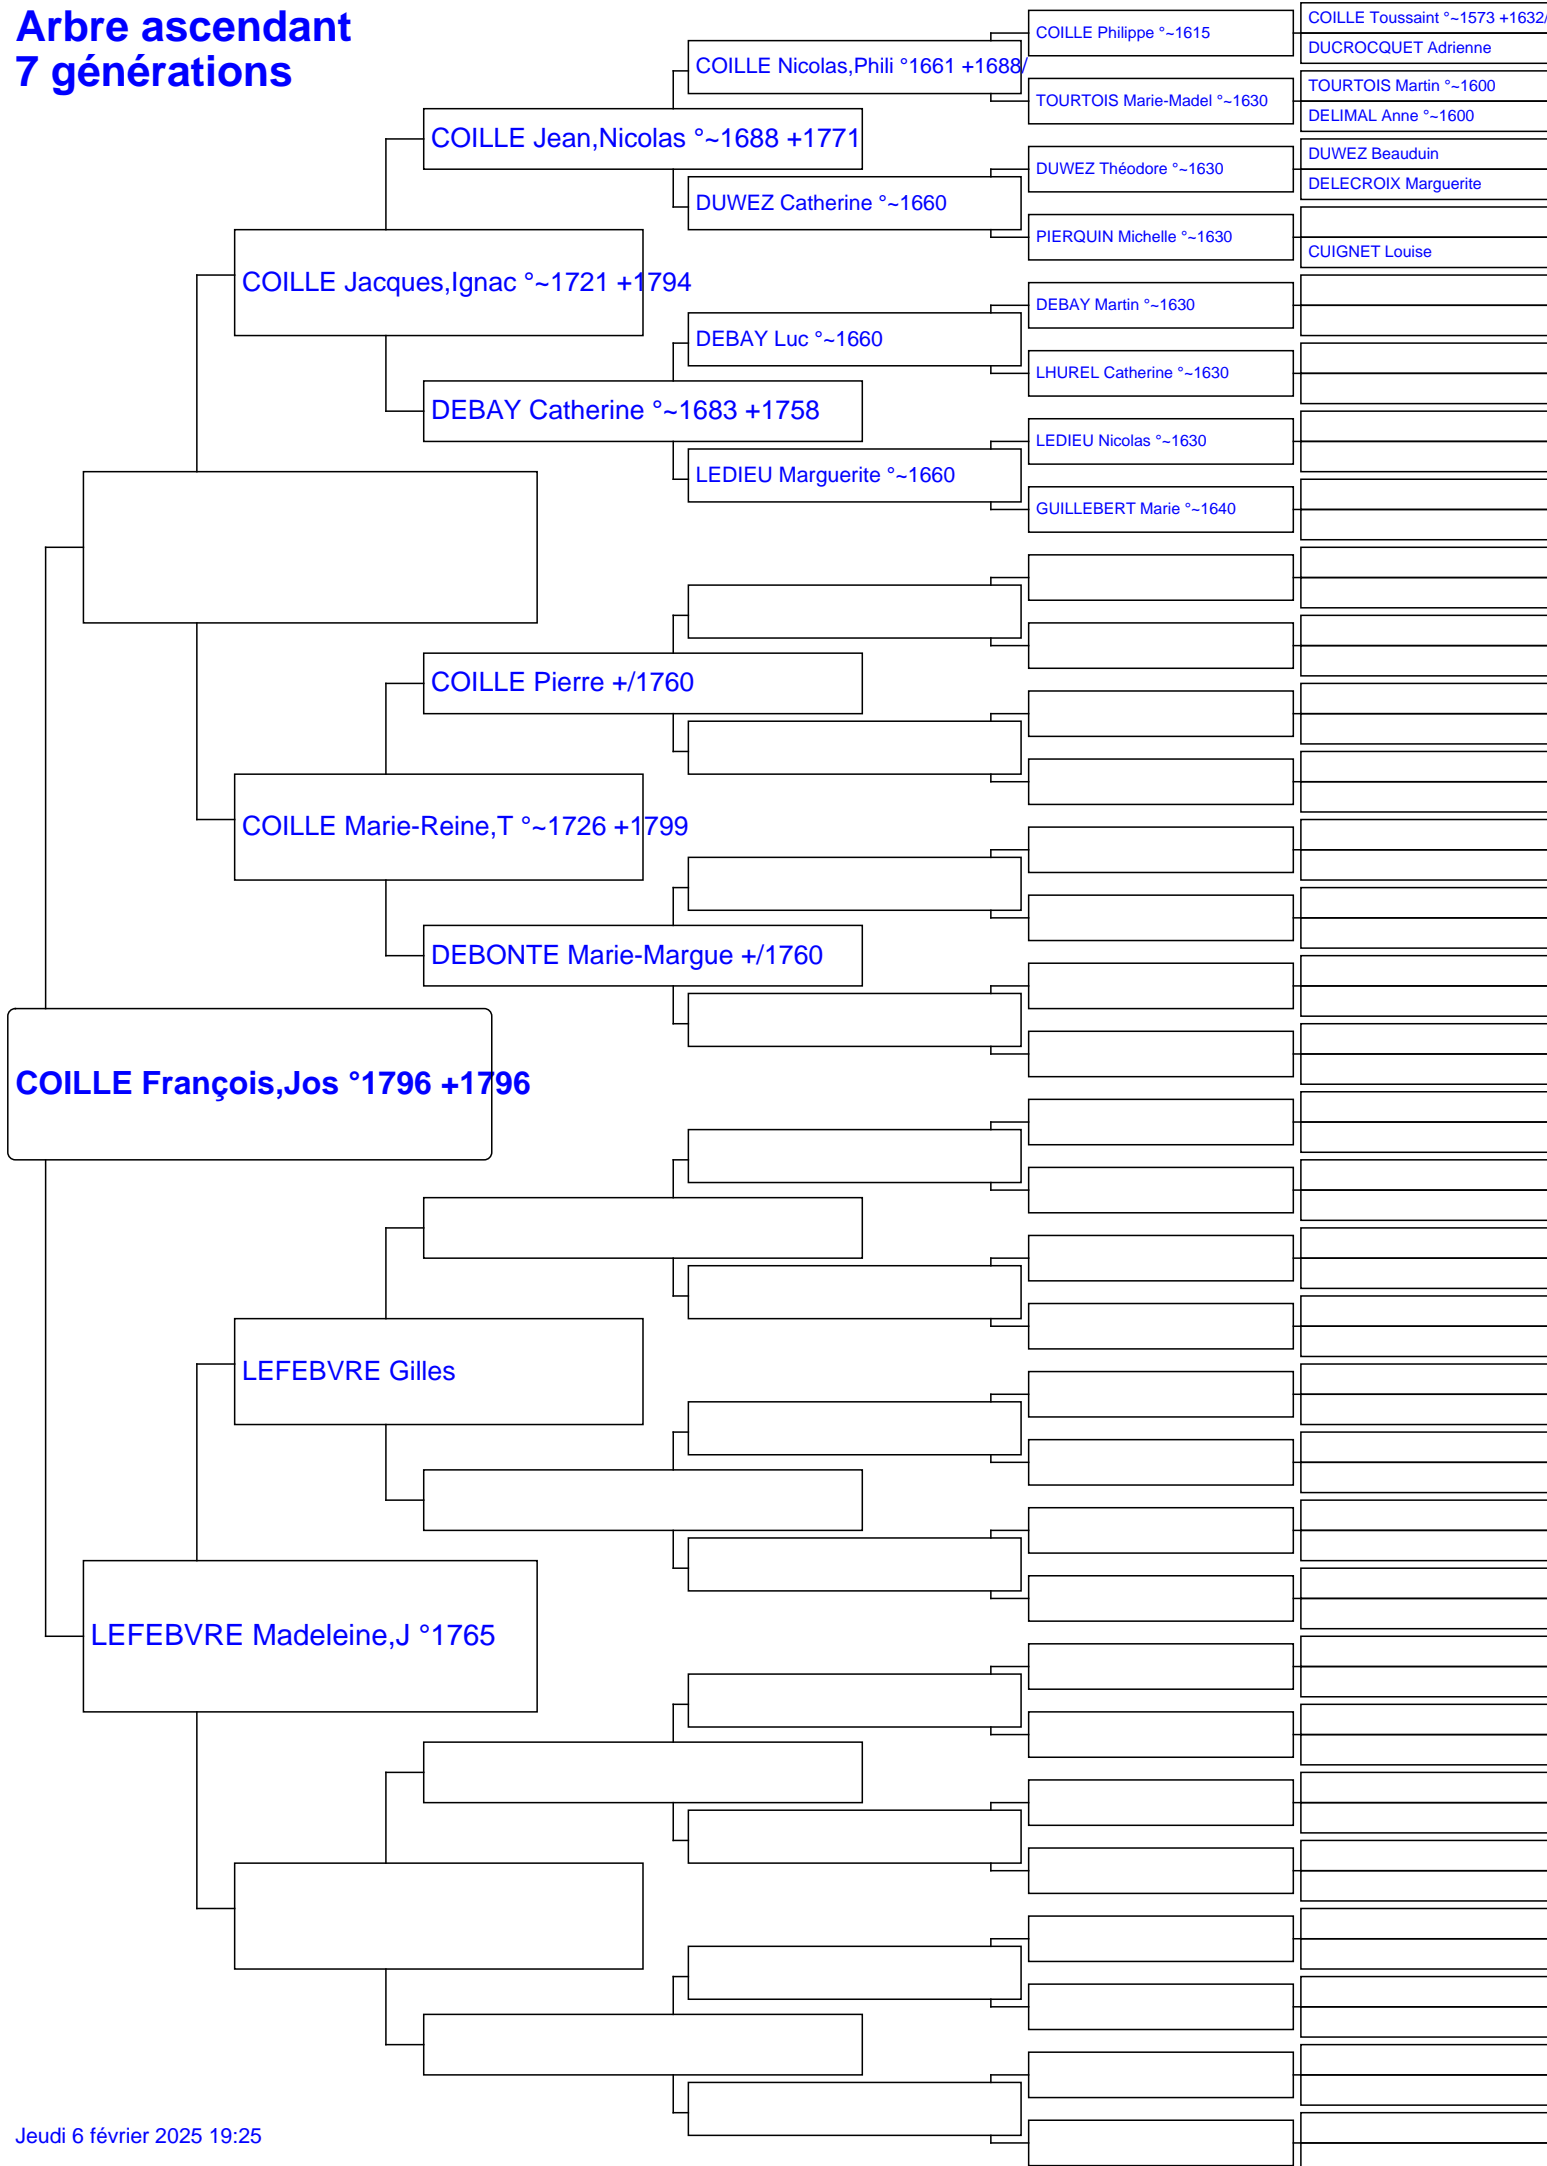 Arbre ascendant
7 générations
COILLE Toussaint °~1573 +1632/
COILLE Philippe °~1615
DUCROCQUET Adrienne
COILLE Nicolas,Phili °1661 +1688/
TOURTOIS Martin °~1600
TOURTOIS Marie-Madel °~1630
DELIMAL Anne °~1600
COILLE Jean,Nicolas °~1688 +1771
DUWEZ Beauduin
DUWEZ Théodore °~1630
DELECROIX Marguerite
DUWEZ Catherine °~1660
PIERQUIN Michelle °~1630
CUIGNET Louise
COILLE Jacques,Ignac °~1721 +1794
DEBAY Martin °~1630
DEBAY Luc °~1660
LHUREL Catherine °~1630
DEBAY Catherine °~1683 +1758
LEDIEU Nicolas °~1630
LEDIEU Marguerite °~1660
GUILLEBERT Marie °~1640
COILLE Pierre +/1760
COILLE Marie-Reine,T °~1726 +1799
DEBONTE Marie-Margue +/1760
COILLE François,Jos °1796 +1796
LEFEBVRE Gilles
LEFEBVRE Madeleine,J °1765
Jeudi 6 février 2025 19:25